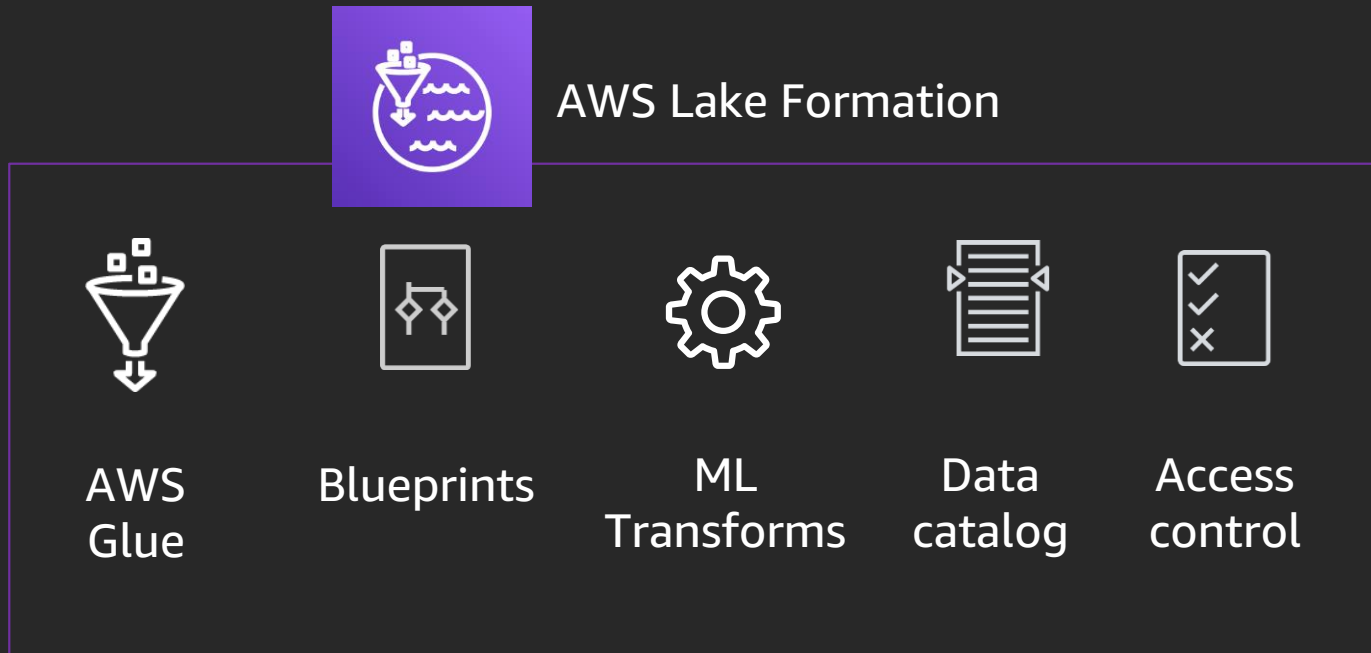 AWS Lake Formation
AWS
Glue
Blueprints
ML
Transforms
Data
catalog
Access
control